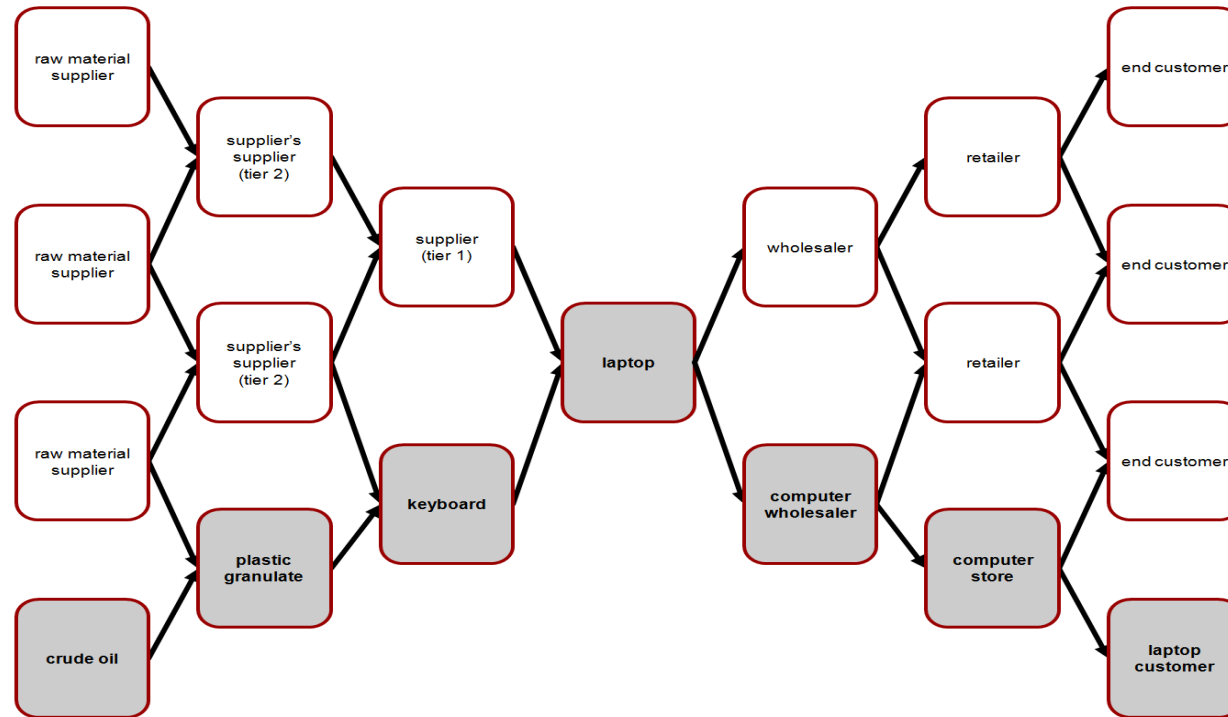 raw material
supplier
raw material
supplier
raw material
supplier
crude oil
supplier's
supplier
(tier 2)
supplier's
supplier
(tier 2)
plastic
granulate
supplier
(tier 1)
keyboard
laptop
wholesaler
computer
wholesaler
retailer
retailer
computer
store
end customer
end customer
end customer
laptop
customer